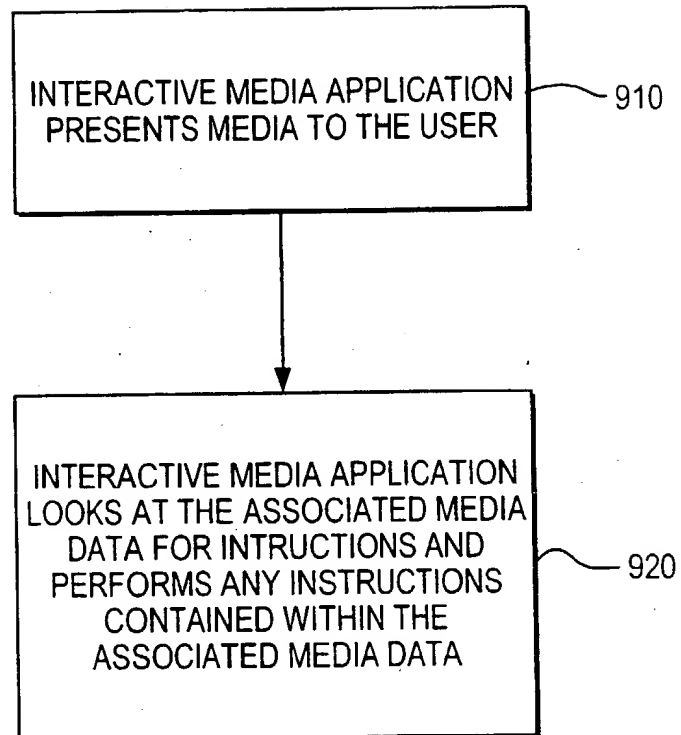 INTERACTIVE MEDIA APPLICATION
PRESENTS MEDIA TO THE USER
910
INTERACTIVE MEDIA APPLICATION
LOOKS AT THE ASSOCIATED MEDIA
DATA FOR INTRUCTIONS AND
PERFORMS ANY INSTRUCTIONS
CONTAINED WITHIN THE
ASSOCIATED MEDIA DATA
920